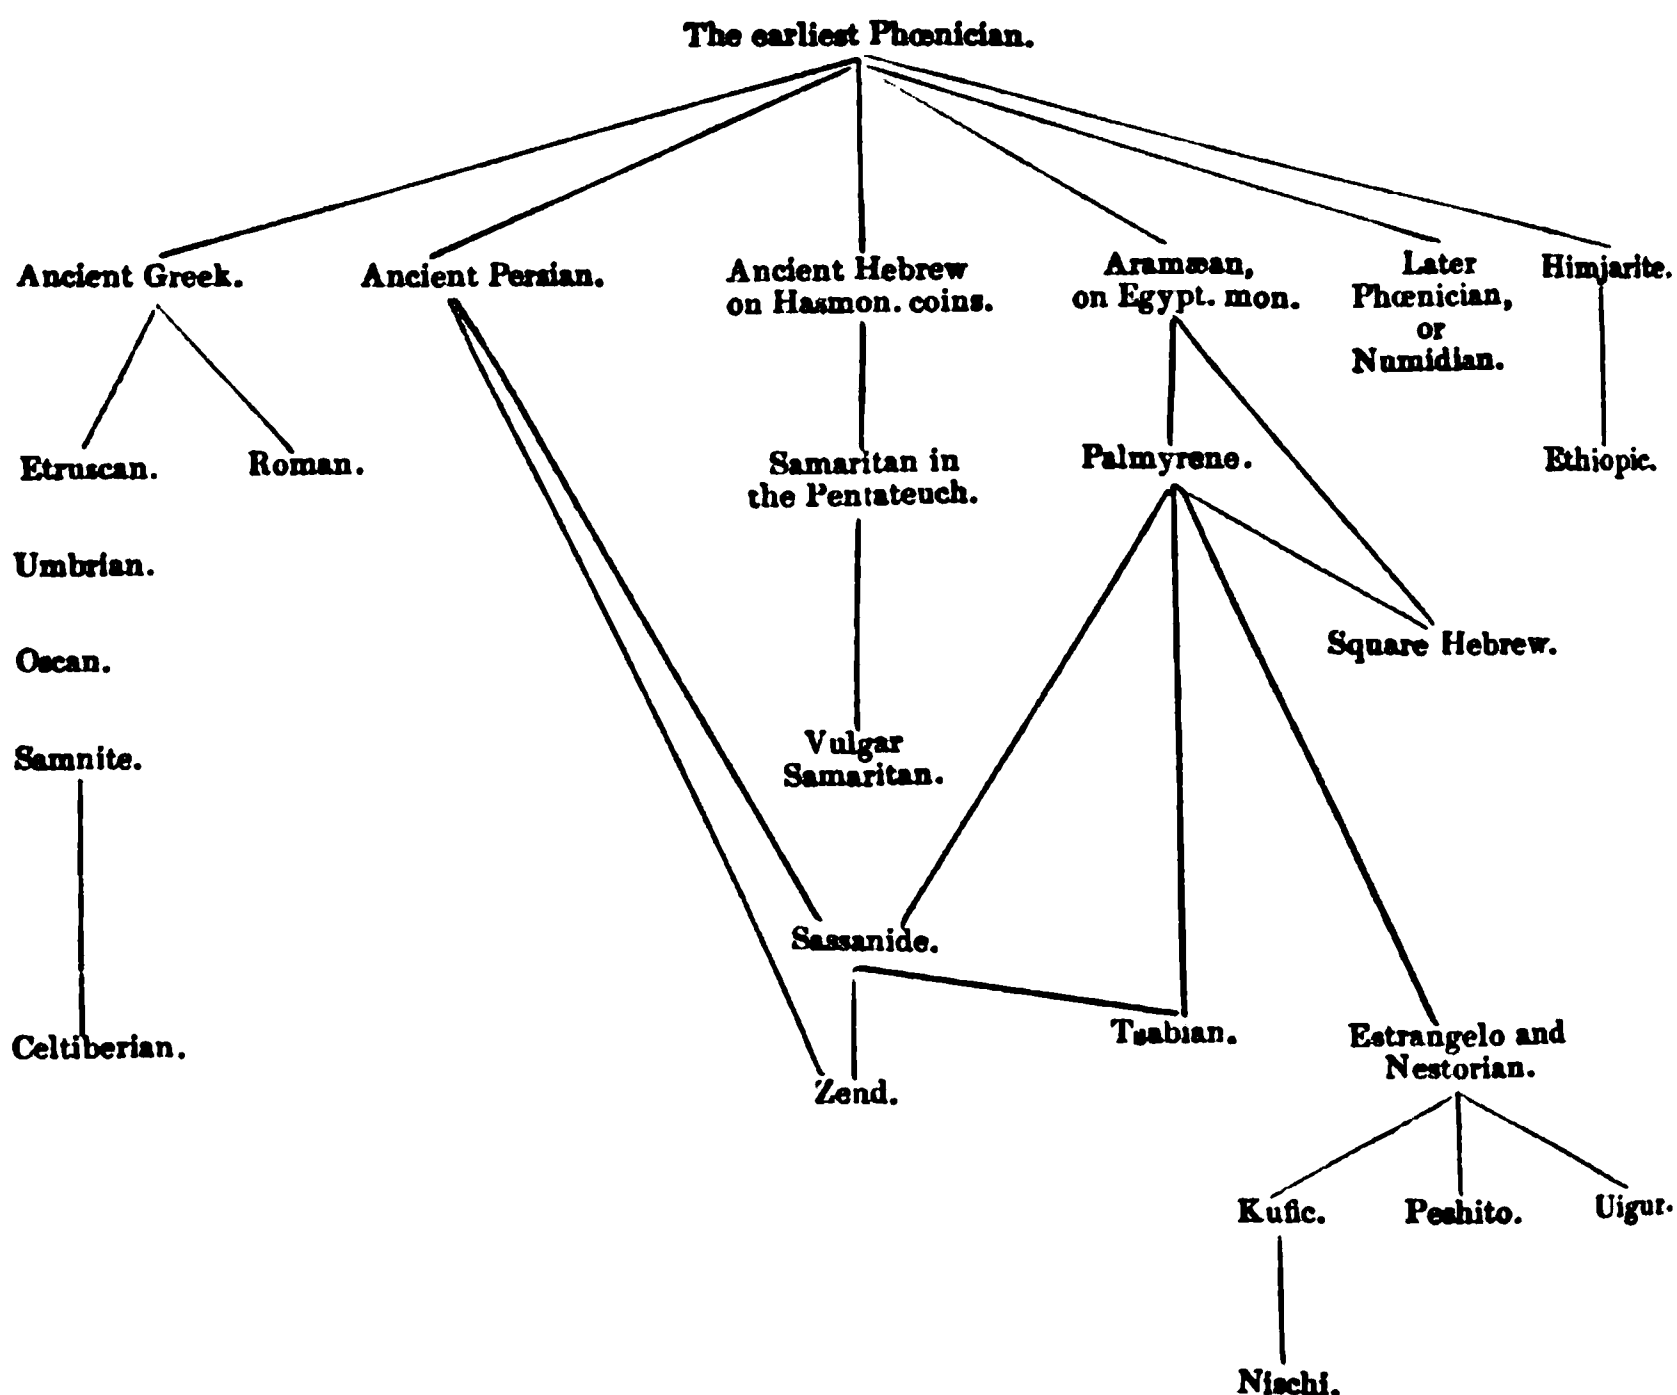 The earliest Phœnician.
Ancient Greek.
Ancient Persian.
Ancient Hebrew
on Hasmon. coins.
Aramæan,
on Egypt. mon.
Later
Phœnician,
or
Numidian.
Himjarite.
Etruscan.
Roman.
Samaritan in
the Pentateuch.
Palmyrene.
Ethiopic.
Umbrian.
Oscan.
Square Hebrew.
Samnite.
Vulgar
Samaritan.
Sassanide.
Celtiberian.
Tsabian.
Estrangelo and
Nestorian.
Zend.
Kufic.
Peshito.
Uigur.
Nischi.